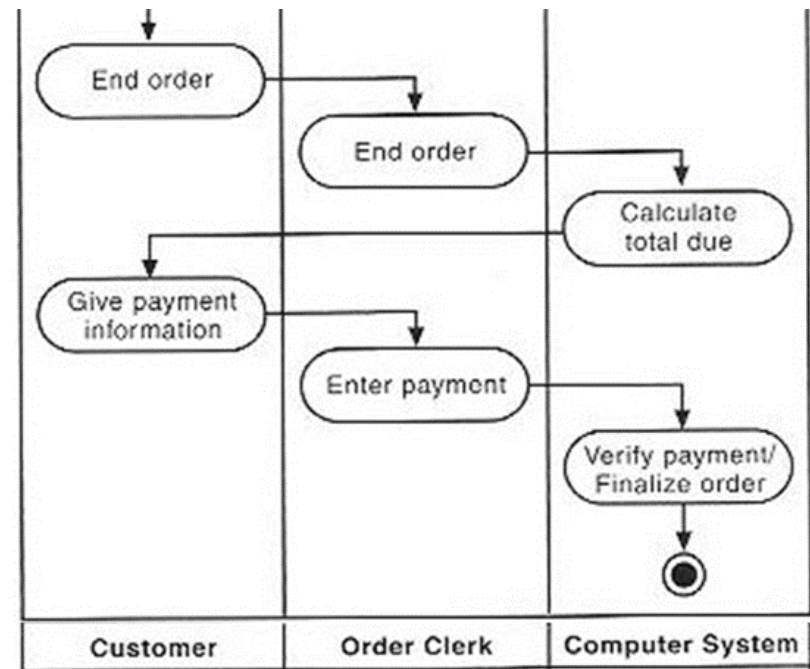 End order
End order
Calculate
total due
Give payment
information
Enter payment
Verify payment/
Finalize order
Customer
Order Clerk
Computer System